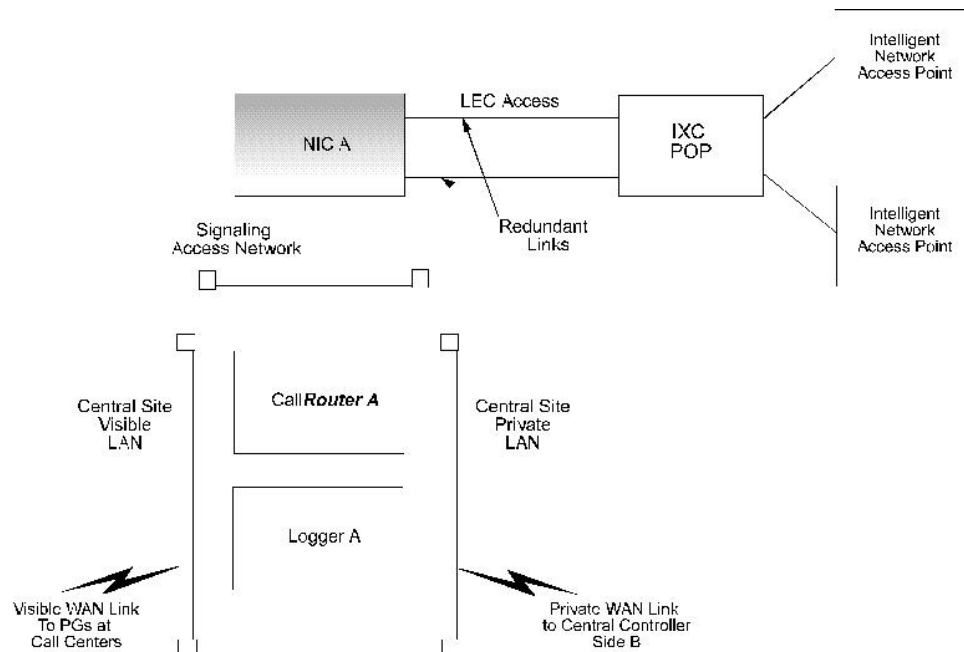 Intelligent
Network
Access Point
LEC Access
NIC A
IXC
POP
Redundant
Links
Signaling
Access Network
Intelligent
Network
Access Point
Central Site
Visible
LAN
CallRouter A
Central Site
Private
LAN
Logger A
Visible WAN Link
To PGs at
Call Centers
Private WAN Link
to Central Controller
Side B